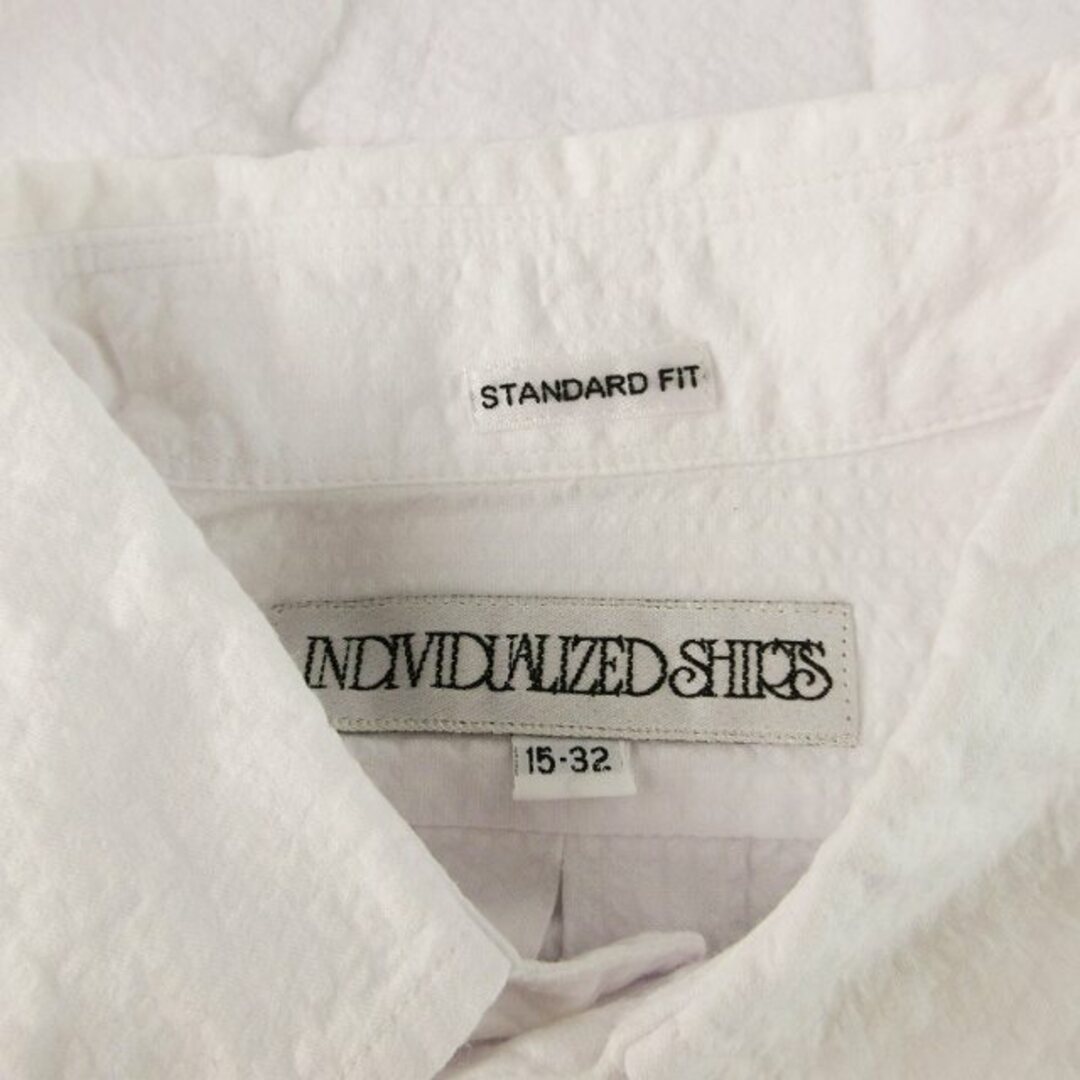 STANDARD FIT
INDIVIDUALIZED SHIRTS
15-32